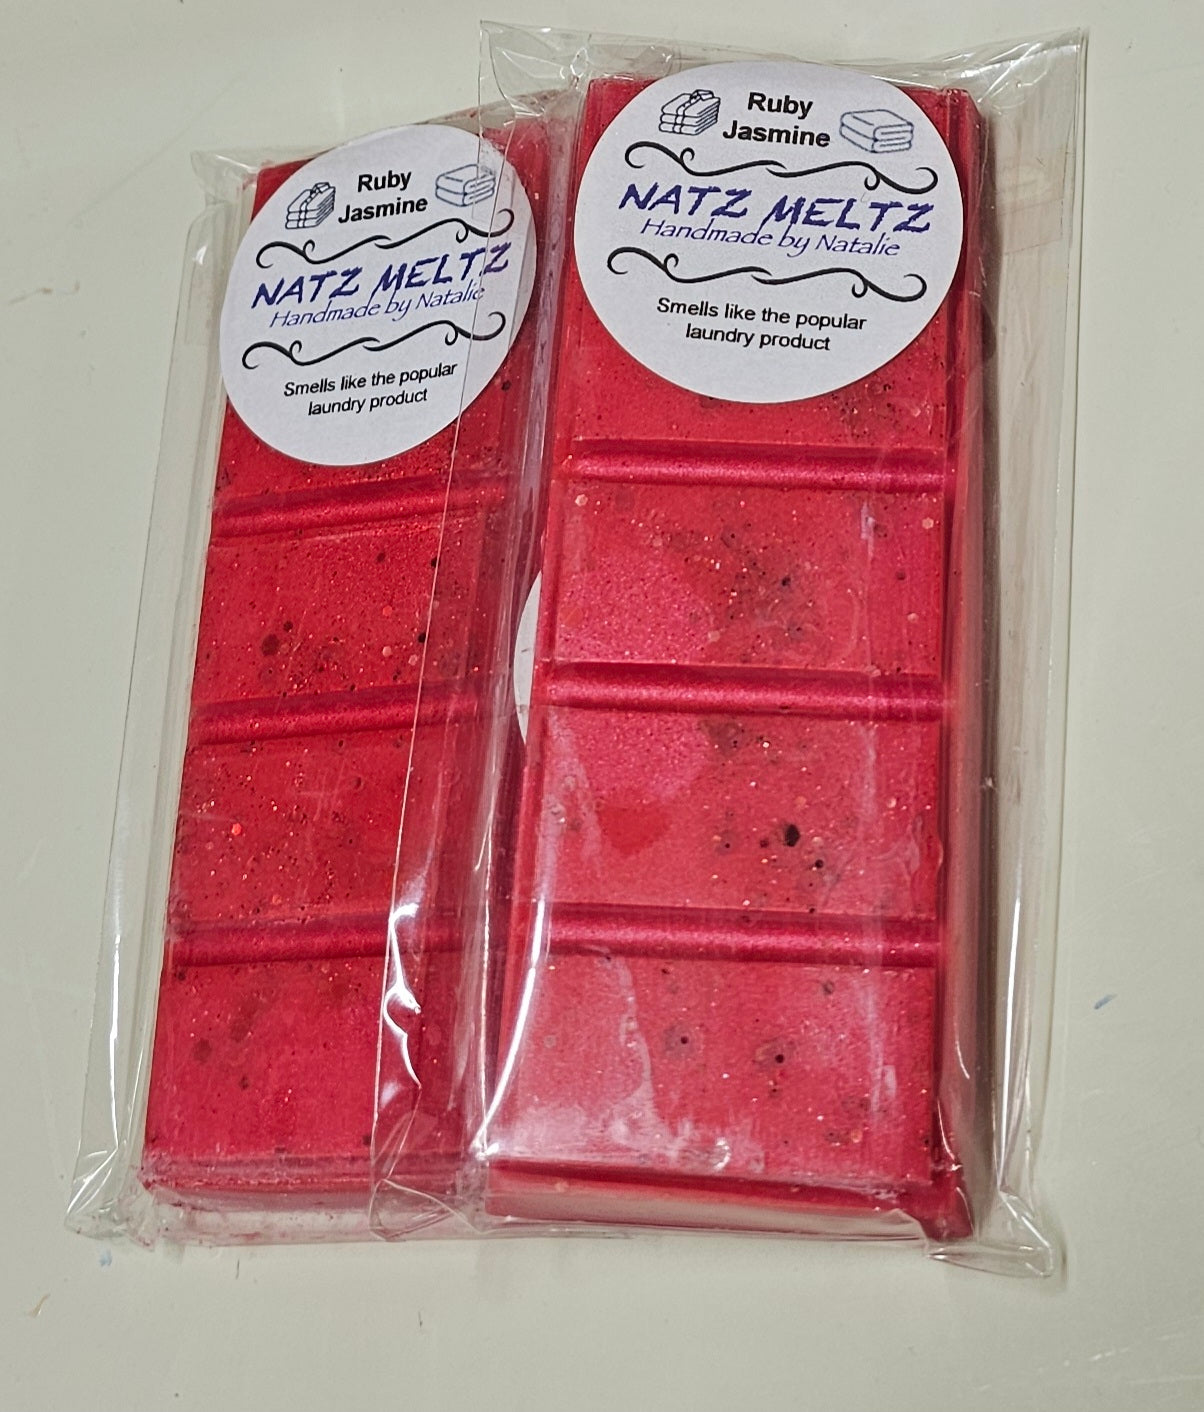 Ruby
Jasmine
NATZ MELTZ
Handmade by Natalie
Smells like the popular
laundry product
Ruby
Jasmine
NATZ MELTZ
Handmade by Natalie
Smells like the popular
laundry product